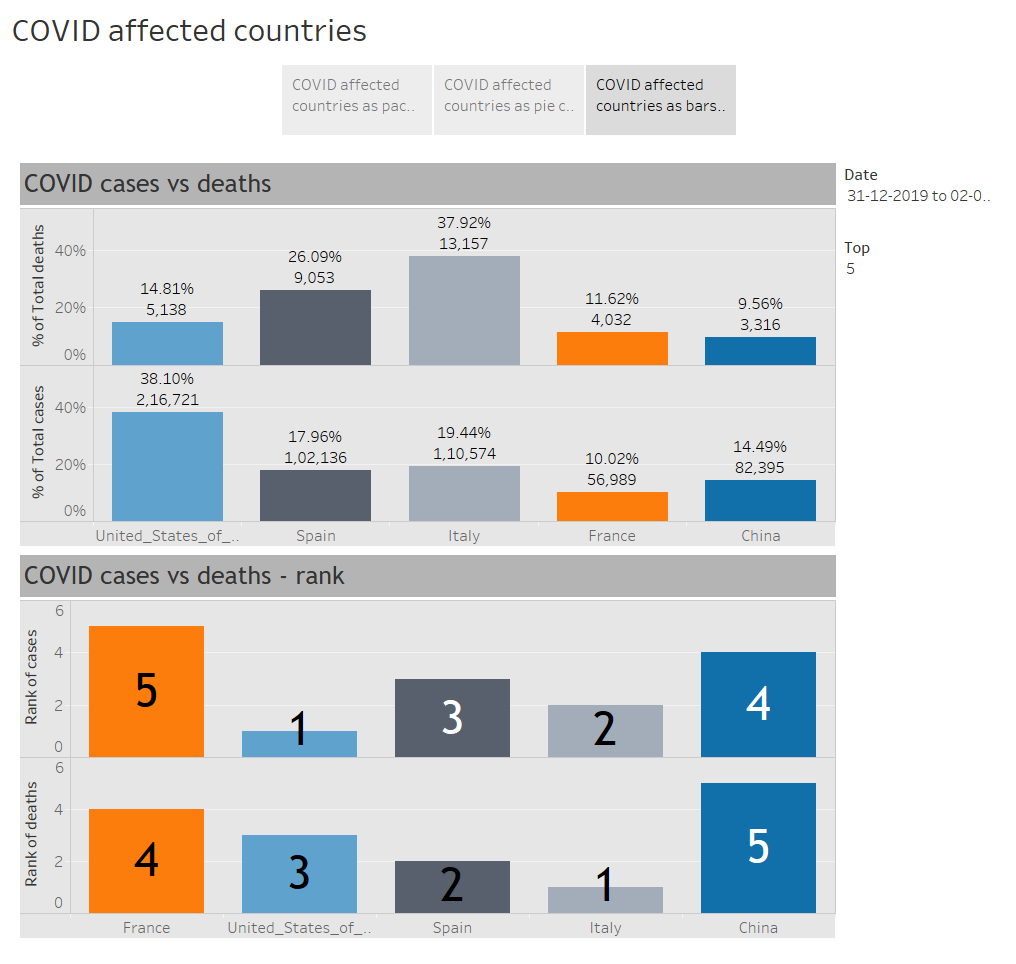 COVID affected countries
COVID affected
countries as pac..
COVID affected
countries as pie c..
COVID affected
countries as bars..
COVID cases vs deaths
Date
31-12-2019 to 02-0..
Top
5
% of Total deaths
40%
20%
0%
14.81%
5,138
26.09%
9,053
37.92%
13,157
11.62%
4,032
9.56%
3,316
% of Total cases
40%
20%
0%
38.10%
2,16,721
17.96%
1,02,136
19.44%
1,10,574
10.02%
56,989
14.49%
82,395
United_States_of_..
Spain
Italy
France
China
COVID cases vs deaths - rank
Rank of cases
6
4
2
0
5
1
3
2
4
Rank of deaths
6
4
2
0
4
3
2
1
5
France
United_States_of_..
Spain
Italy
China